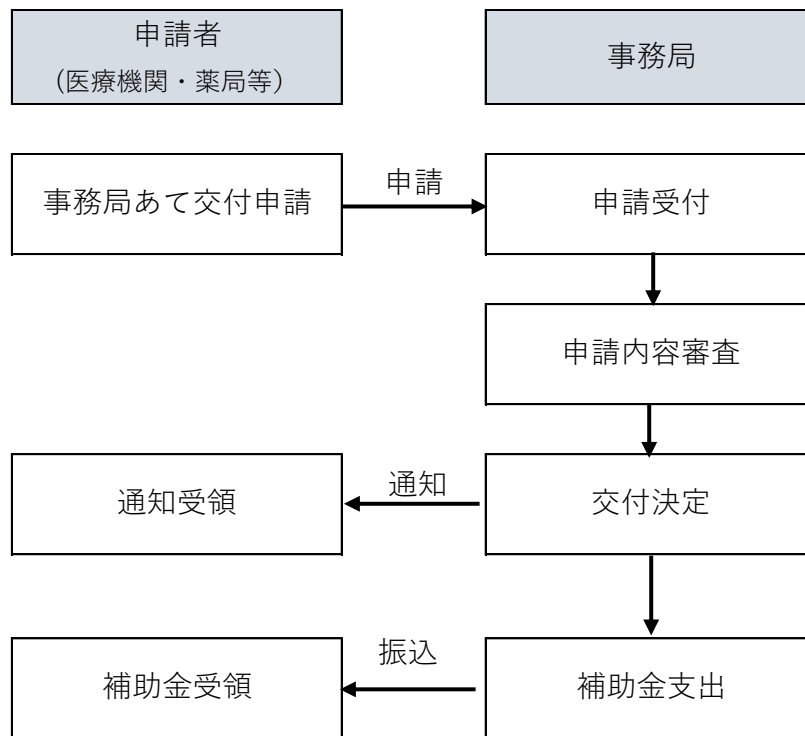 申請者
（医療機関・薬局等）
事務局
事務局あて交付申請
申請
申請受付
申請内容審査
通知受領
通知
交付決定
補助金受領
振込
補助金支出